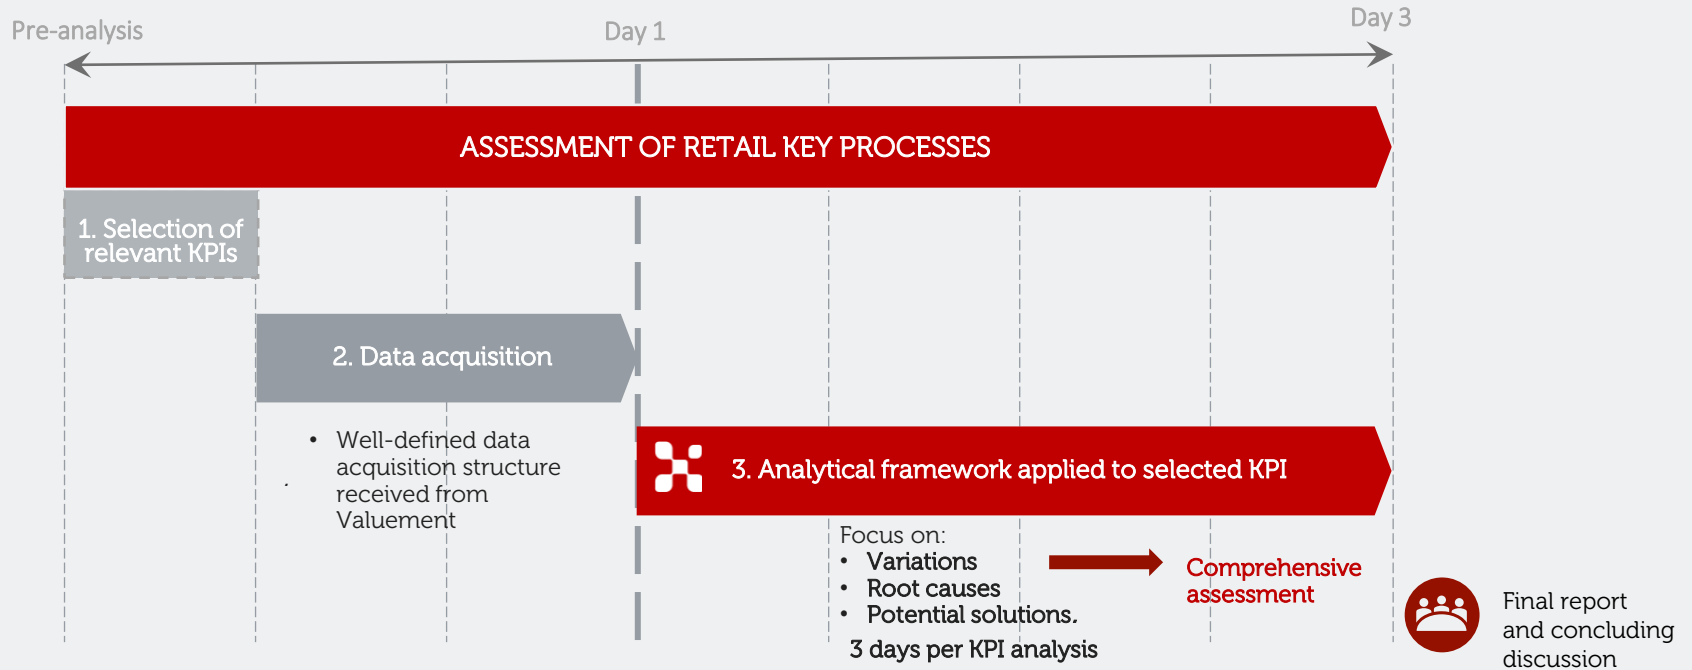 Pre-analysis
Day 1
Day 3
ASSESSMENT OF RETAIL KEY PROCESSES
1. Selection of
relevant KPIs
2. Data acquisition
• Well-defined data
acquisition structure
received from
Valuement
.
3. Analytical framework applied to selected KPI
Focus on:
• Variations
• Root causes
• Potential solutions.
3 days per KPI analysis
Comprehensive
assessment
Final report
and concluding
discussion